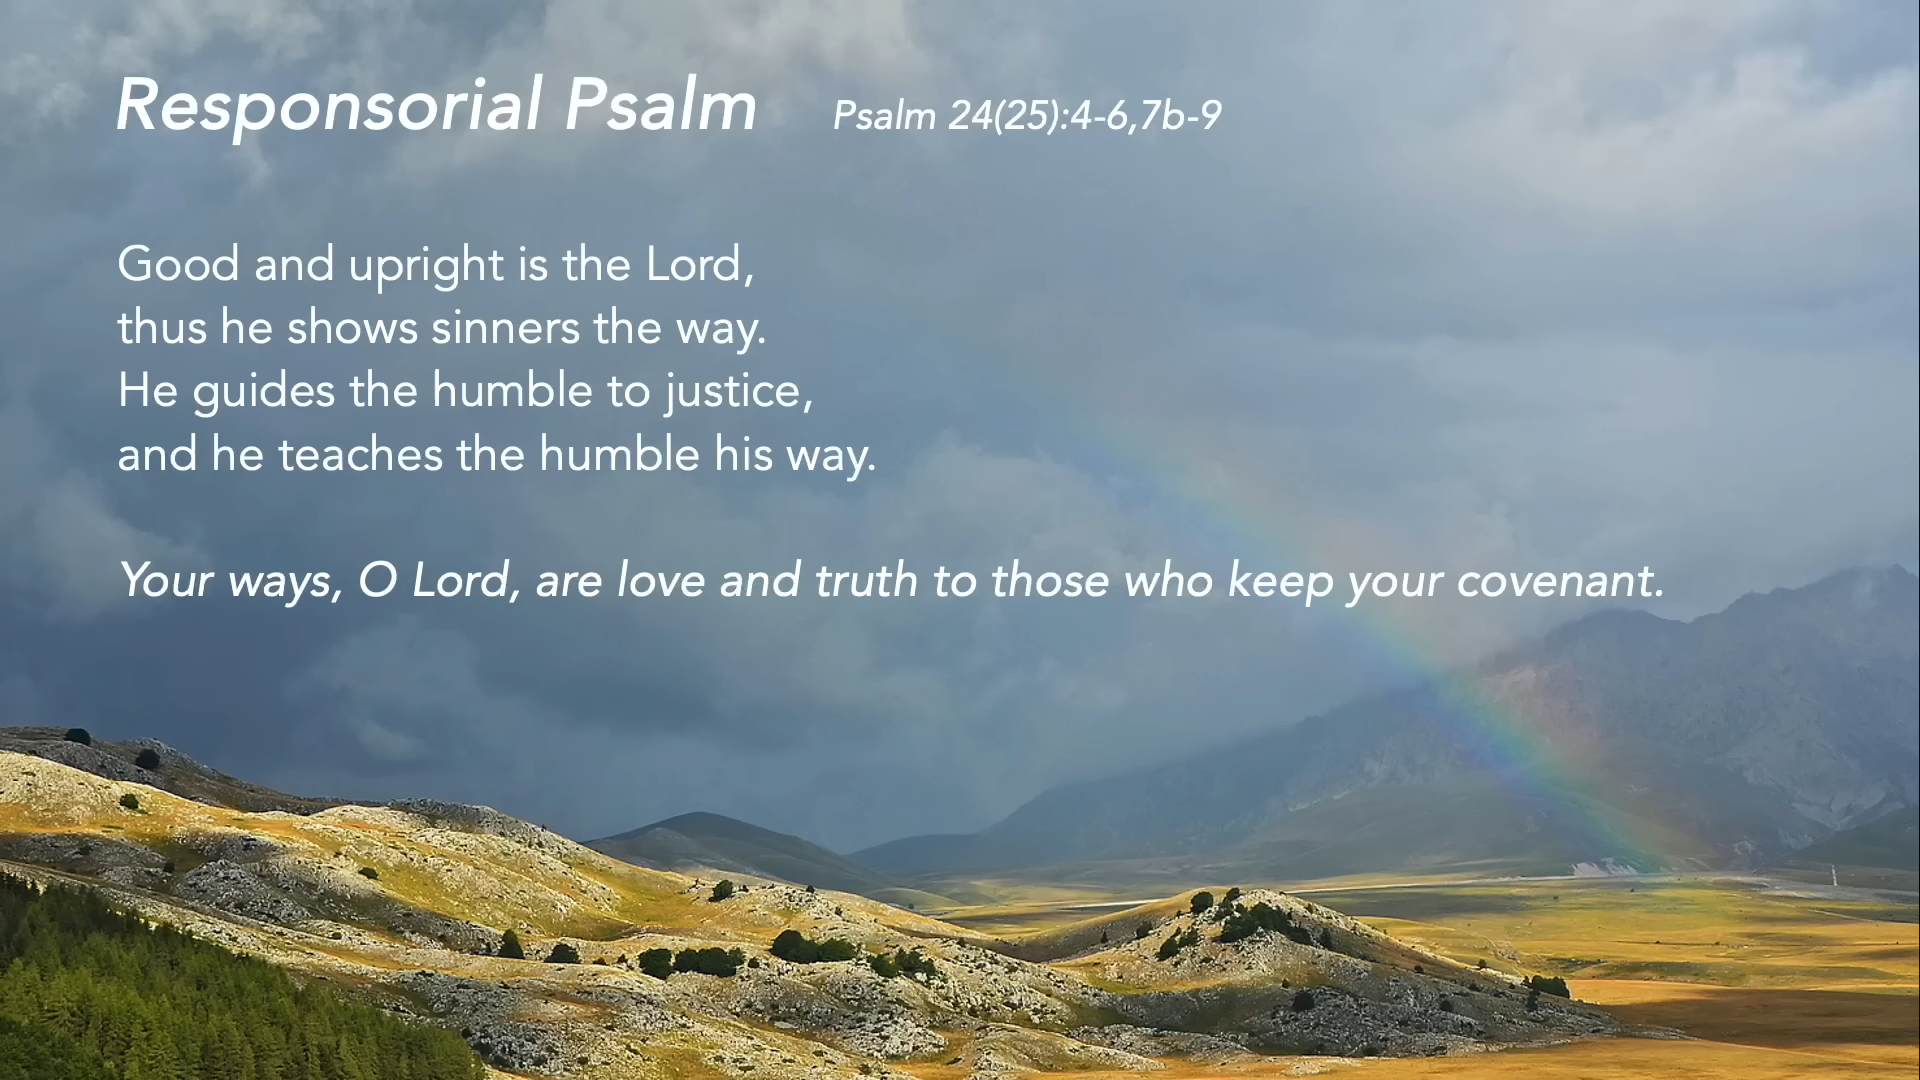 Responsorial Psalm Psalm 24(25):4-6,7b-9
Good and upright is the Lord,
thus he shows sinners the way.
He guides the humble to justice,
and he teaches the humble his way.
Your ways, O Lord, are love and truth to those who keep your covenant.